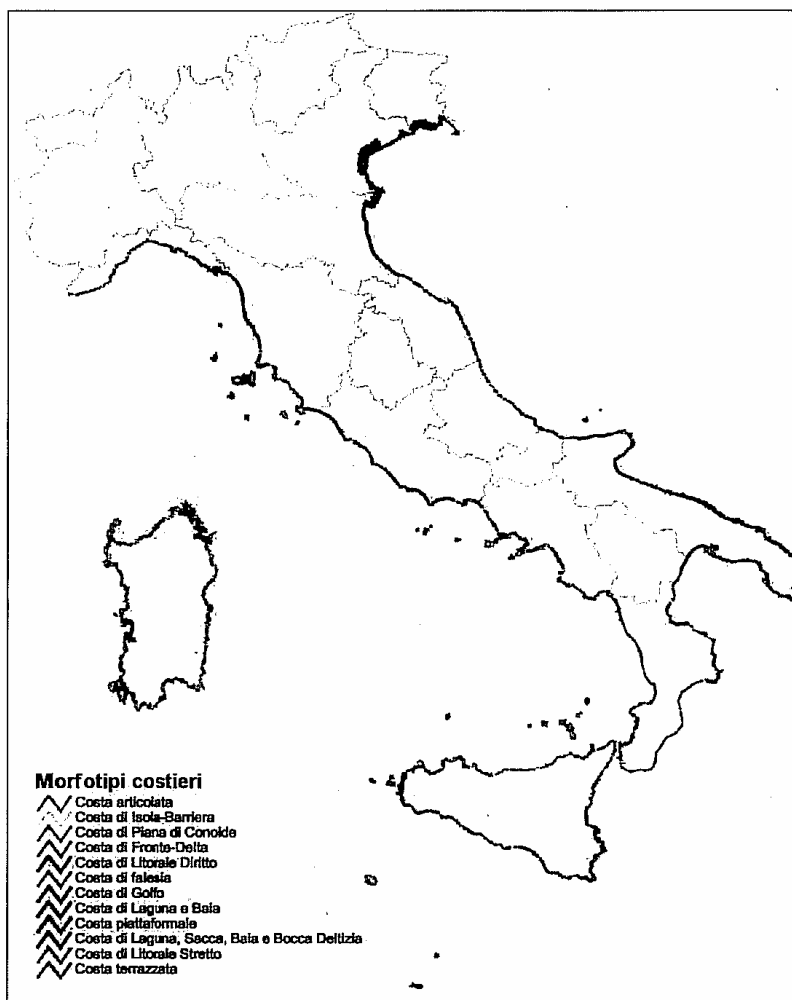 Morfotipi costieri
Costa articolata
Costa di Isola-Barriera
Costa di Piana di Conoide
Costa di Fronte-Delta
Costa di Litorale Diritto
Costa di falesia
Costa di Golfo
Costa di Laguna e Baia
Costa piattaformale
Costa di Laguna, Sacca, Baia e Bocca Deltizia
Costa di Litorale Stretto
Costa terrazzata